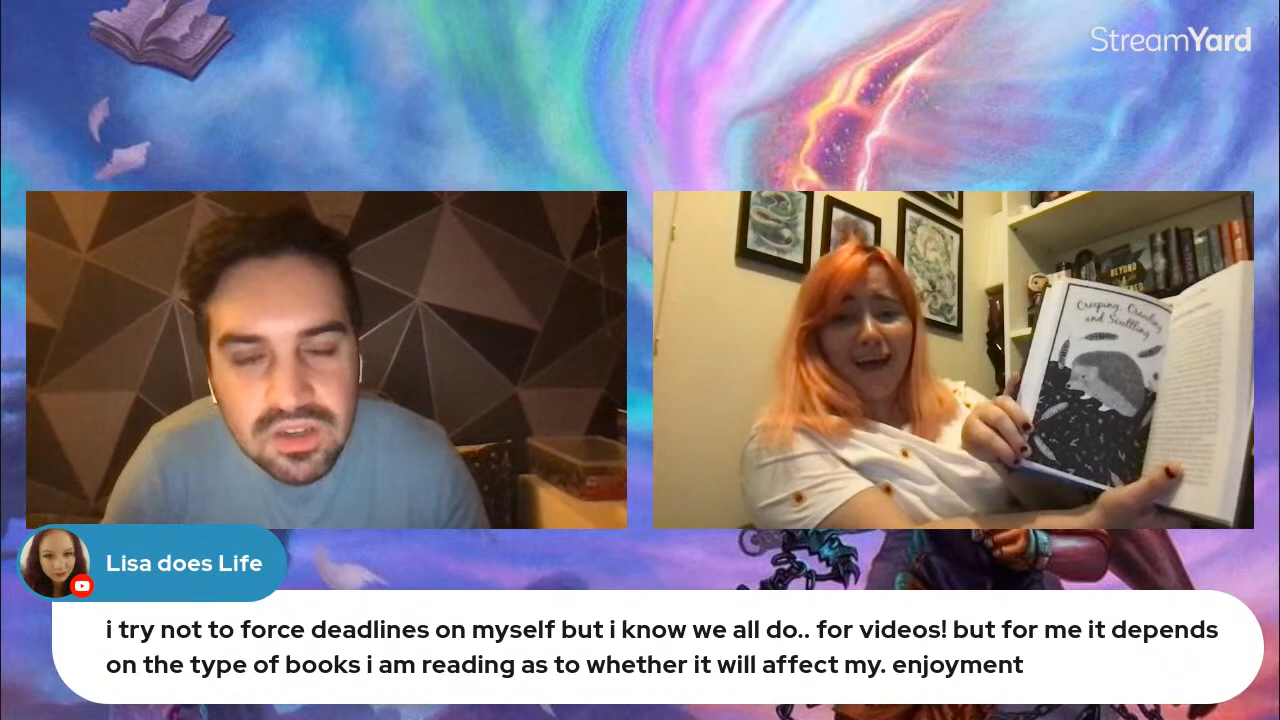 StreamYard
BEYOND
Creeping, Crawling
and Scuttling
Lisa does Life
i try not to force deadlines on myself but i know we all do.. for videos! but for me it depends
on the type of books i am reading as to whether it will affect my. enjoyment